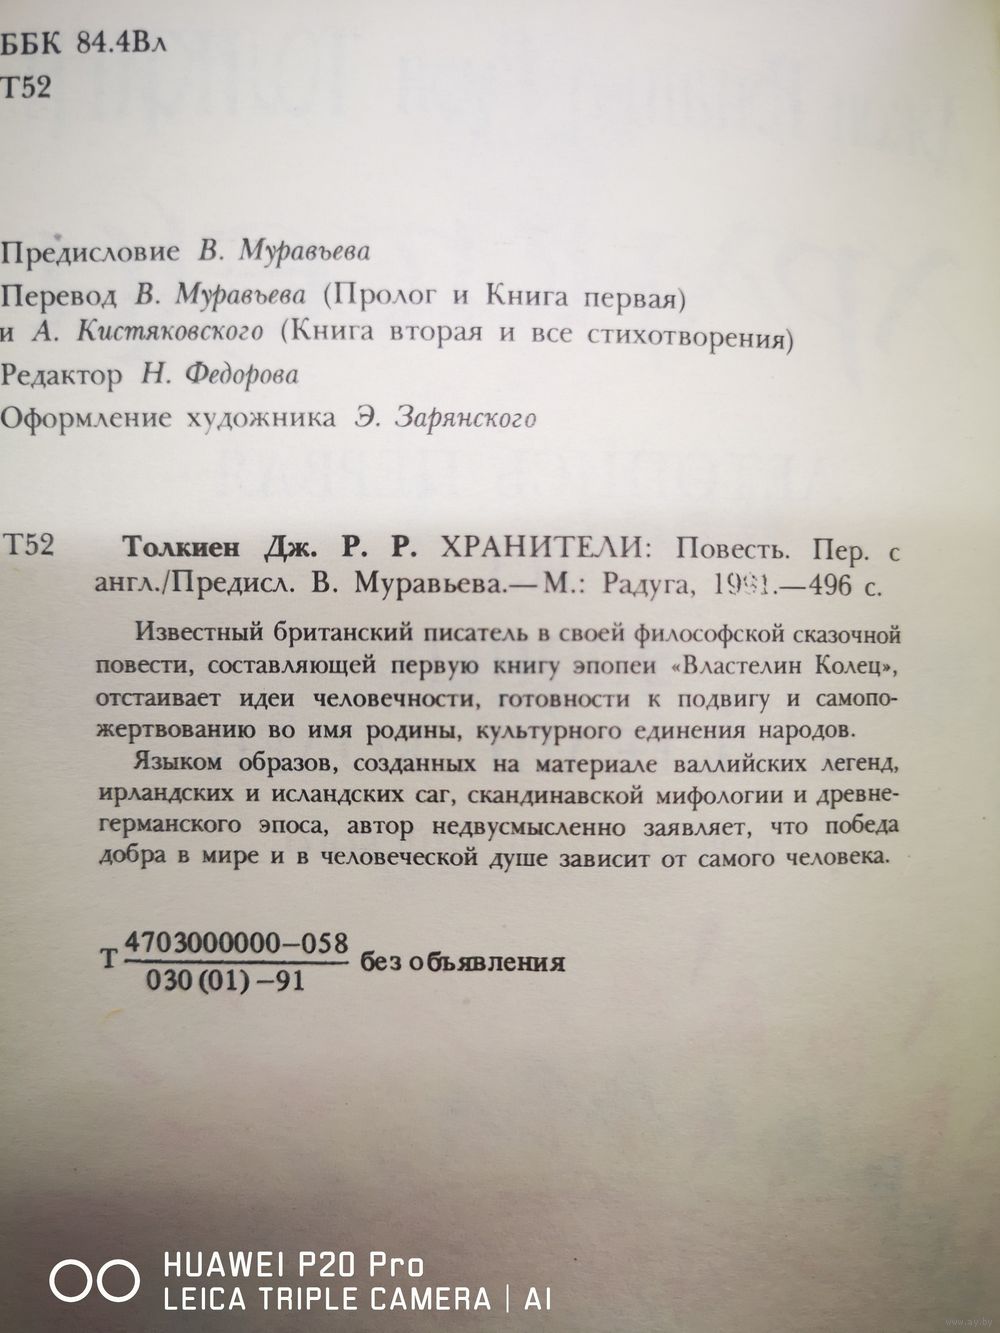 ББК 84.4Вл
Т52
Предисловие В. Муравьева
Перевод В. Муравьева (Пролог и Книга первая)
и А. Кистяковского (Книга вторая и все стихотворения)
Редактор Н. Федорова
Оформление художника Э. Зарянского
Т52 Толкиен Дж. Р. Р. ХРАНИТЕЛИ: Повесть. Пер. с
англ./Предисл. В. Муравьева.—М.: Радуга, 1991.—496 с.
Известный британский писатель в своей философской сказочной
повести, составляющей первую книгу эпопеи «Властелин Колец»,
отстаивает идеи человечности, готовности к подвигу и самопо-
жертвованию во имя родины, культурного единения народов.
Языком образов, созданных на материале валлийских легенд,
ирландских и исландских саг, скандинавской мифологии и древне-
германского эпоса, автор недвусмысленно заявляет, что победа
добра в мире и в человеческой душе зависит от самого человека.
Т 4703000000—058 без объявления
030(01)—91
HUAWEI P20 Pro
LEICA TRIPLE CAMERA | AI
www.ay.by